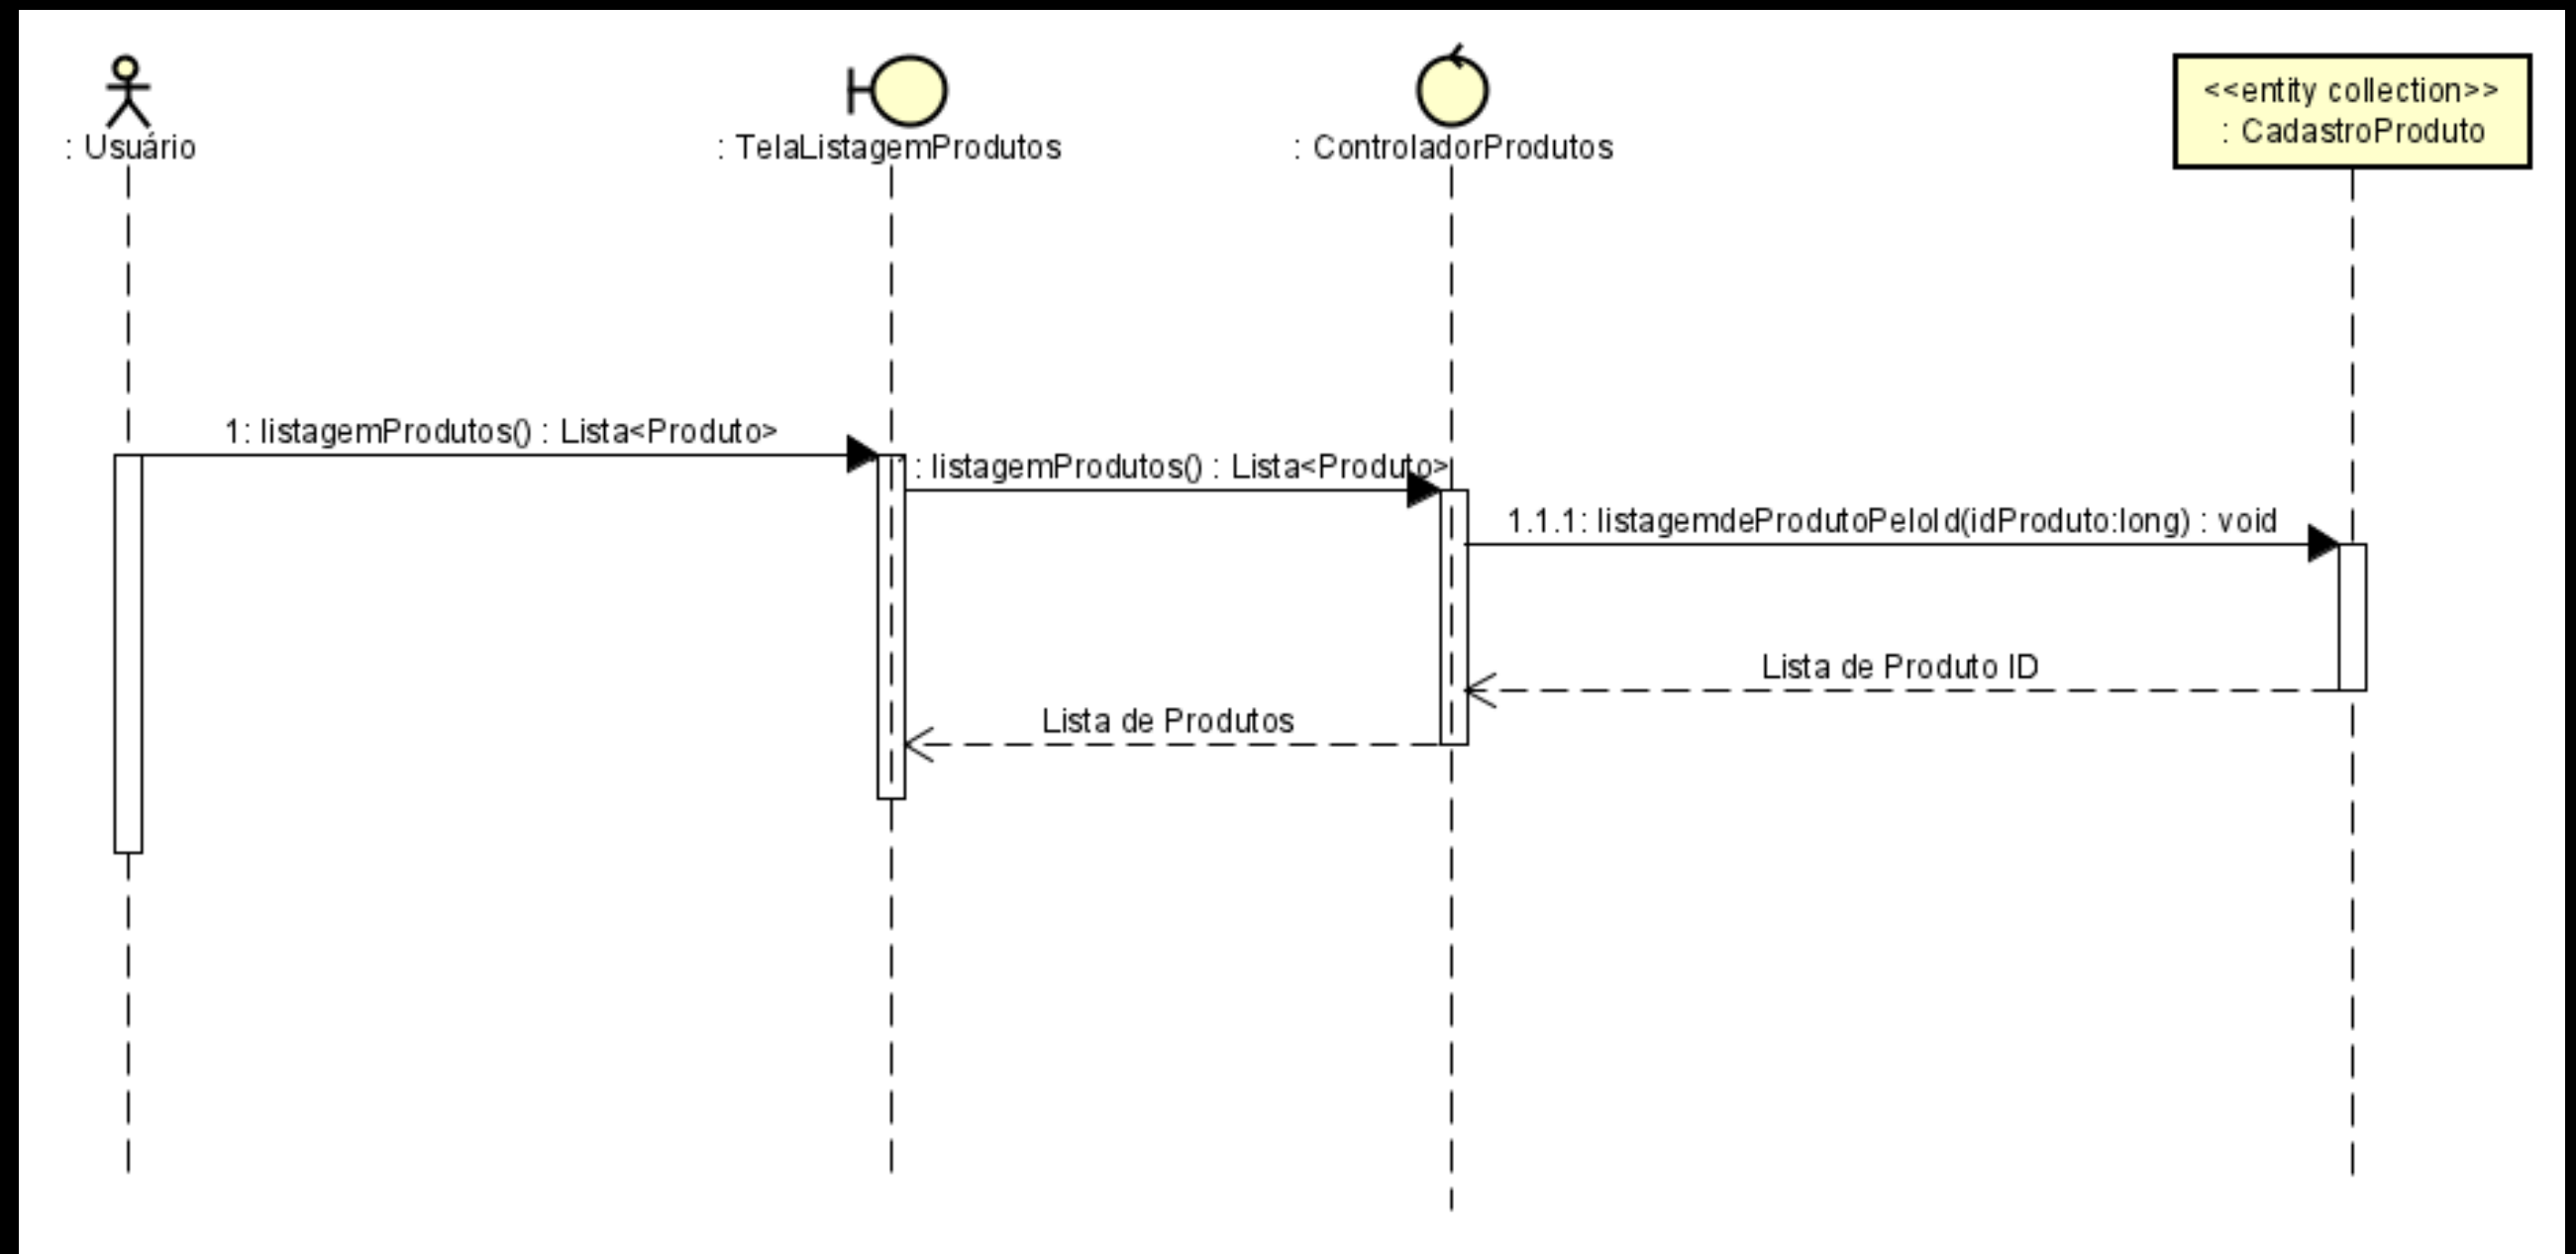 : Usuário
: TelaListagemProdutos
: ControladorProdutos
<<entity collection>>
: CadastroProduto
1: listagemProdutos() : Lista<Produto>
: listagemProdutos() : Lista<Produto>
1.1.1: listagemdeProdutoPeloId(idProduto:long) : void
Lista de Produto ID
Lista de Produtos